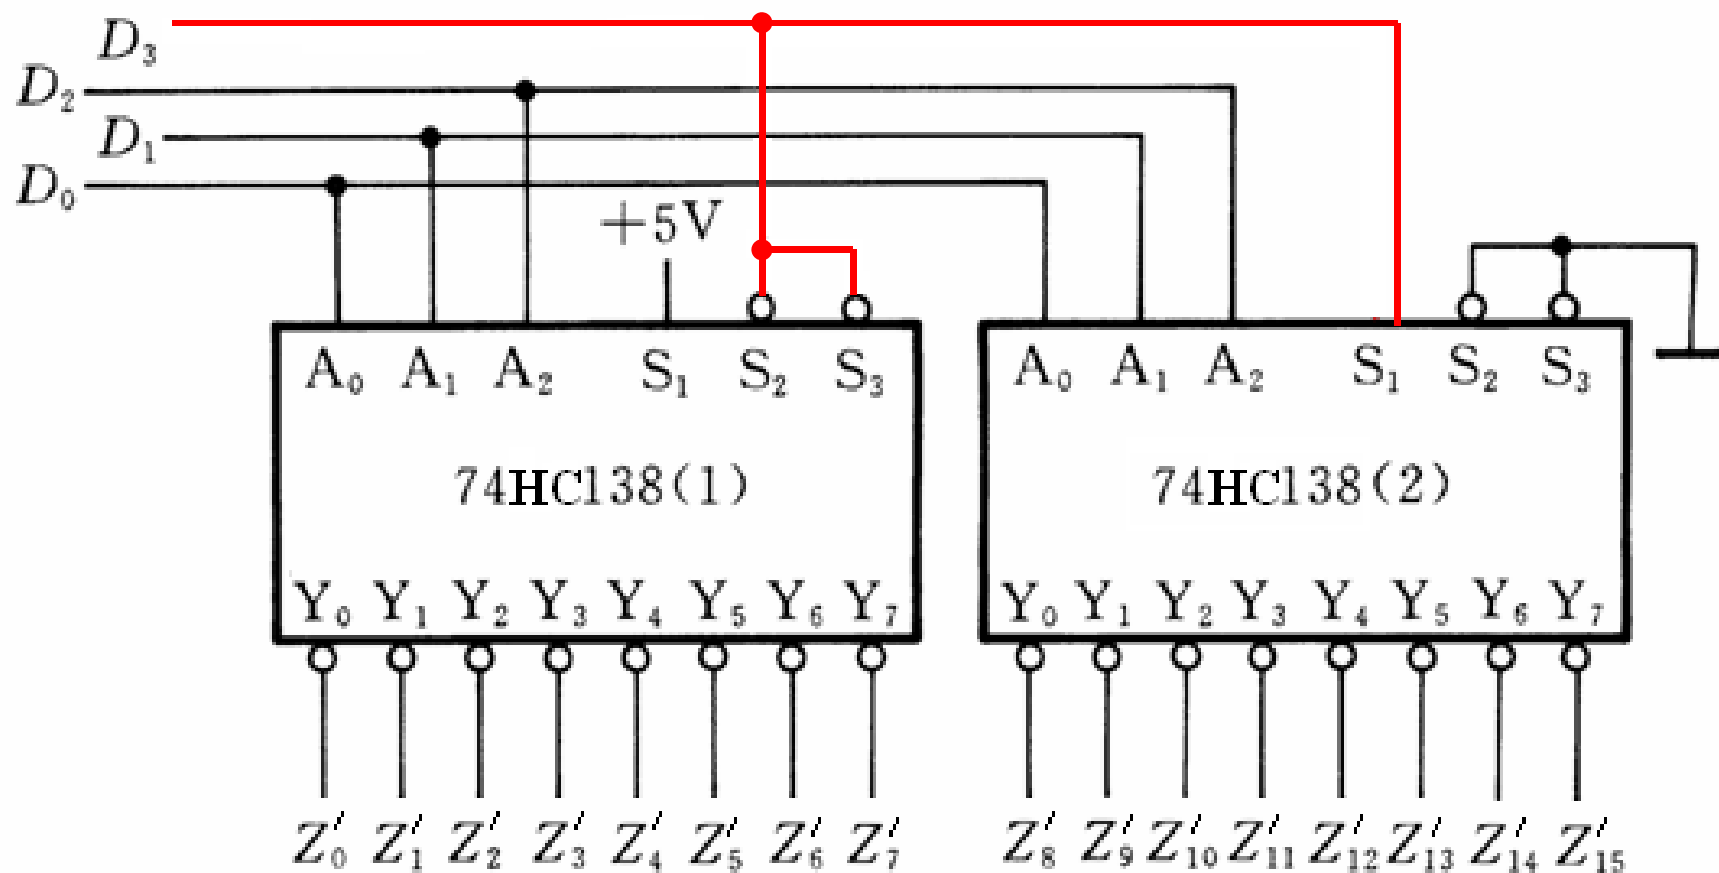 D₃
D₂
D₁
D₀
+5V
A₀ A₁ A₂ S₁ S₂ S₃ A₀ A₁ A₂ S₁ S₂ S₃
74HC138(1) 74HC138(2)
Y₀ Y₁ Y₂ Y₃ Y₄ Y₅ Y₆ Y₇ Y₀ Y₁ Y₂ Y₃ Y₄ Y₅ Y₆ Y₇
Z′₀ Z′₁ Z′₂ Z′₃ Z′₄ Z′₅ Z′₆ Z′₇ Z′₈ Z′₉ Z′₁₀ Z′₁₁ Z′₁₂ Z′₁₃ Z′₁₄ Z′₁₅